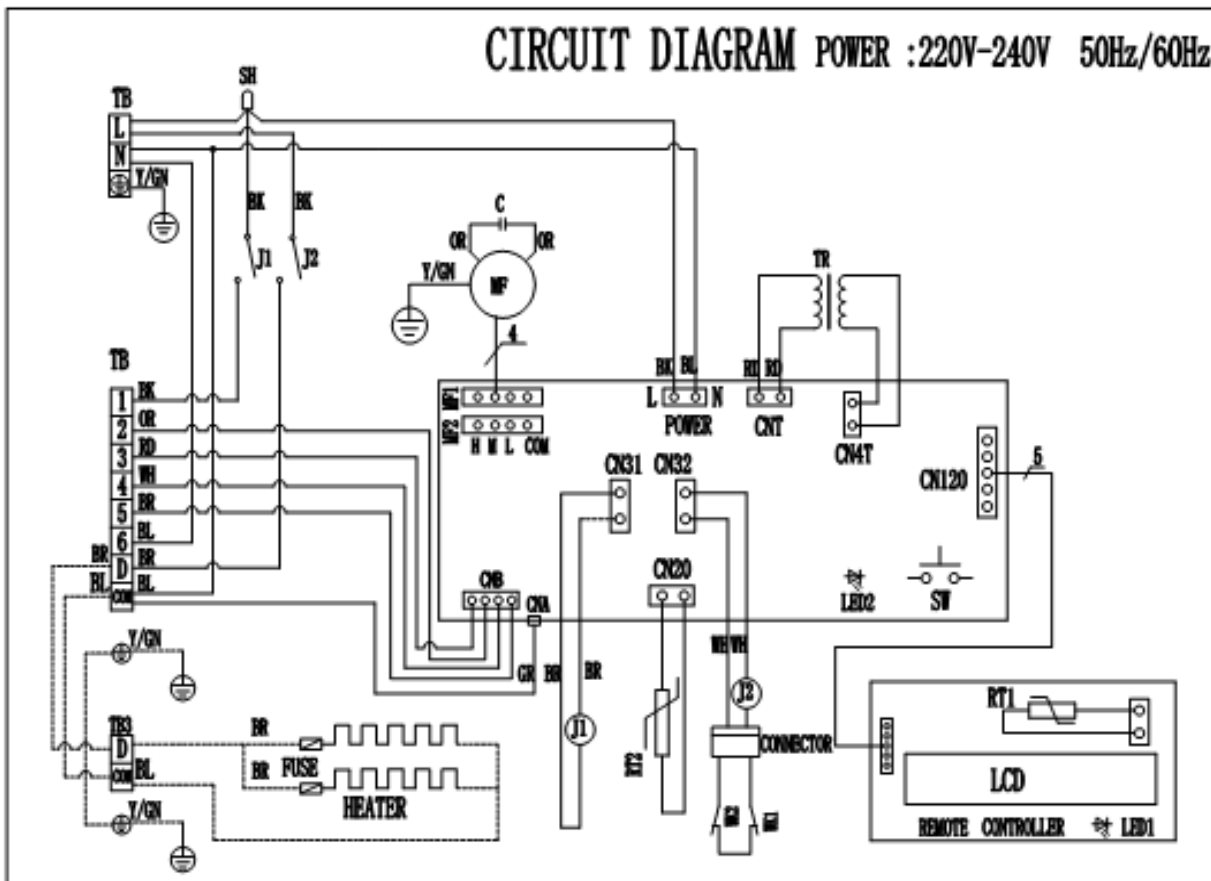 CIRCUIT DIAGRAM POWER :220V-240V 50Hz/60Hz
SH
TB
L
N
Y/GN
BK
BK
J1
J2
C
OR
OR
Y/GN
MF
4
TR
TB
1
BK
2
OR
3
RD
4
WH
5
BR
6
BL
BR
D
BR
BL
COM
BL
MF1
MF2
H M L COM
BK
BL
L
N
POWER
RD
RD
CNT
CN4T
CN120
5
CN31
CN32
CN20
CNB
CNA
LED2
SW
Y/GN
GR
BR
BR
J1
RT2
WH
WH
J2
CONNECTOR
RT1
LCD
REMOTE CONTROLLER
LED1
TB3
D
COM
BL
BR
FUSE
BR
HEATER
Y/GN